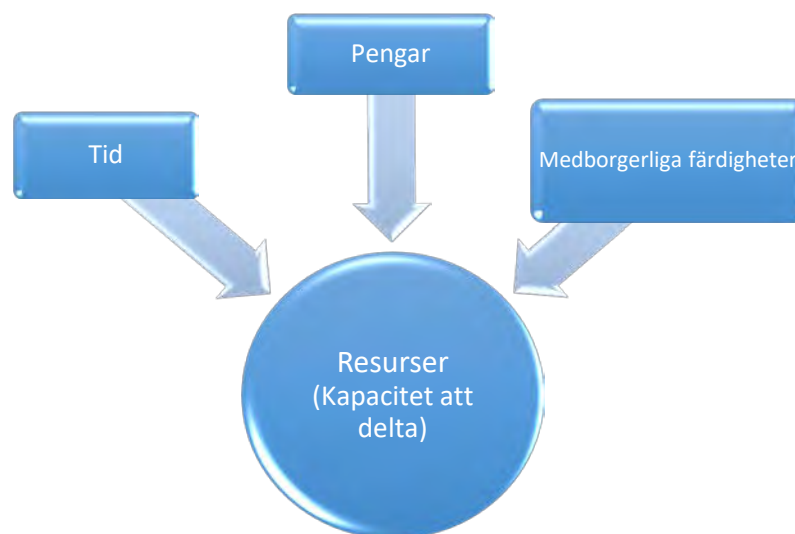 Pengar
Tid
Medborgerliga färdigheter
Resurser
(Kapacitet att
delta)